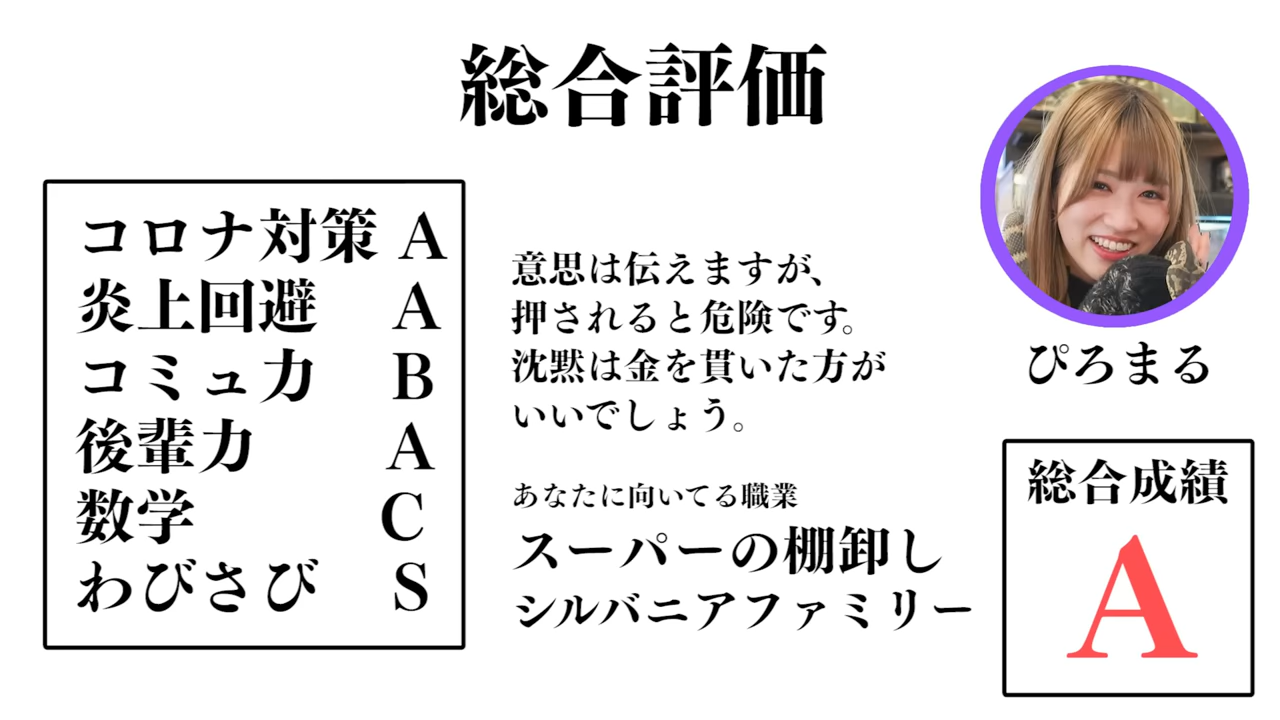 総合評価
コロナ対策 A
炎上回避 A
コミュ力 B
後輩力 A
数学 C
わびさび S
意思は伝えますが、
押されると危険です。
沈黙は金を貫いた方が
いいでしょう。
あなたに向いてる職業
スーパーの棚卸し
シルバニアファミリー
ぴろまる
総合成績
A